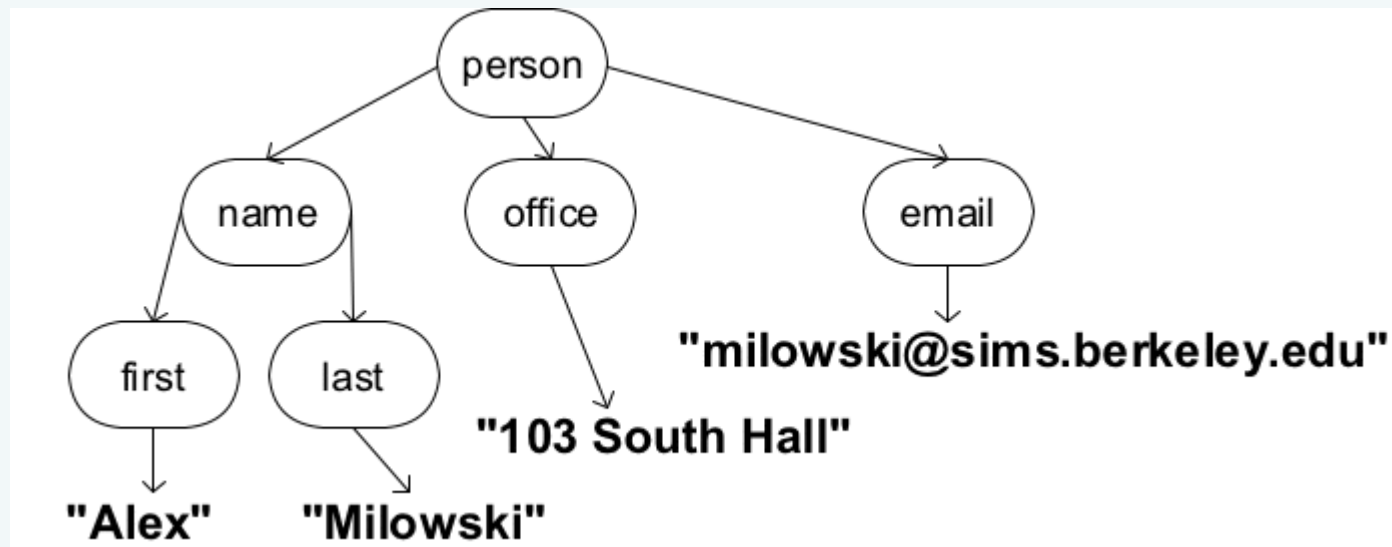 person
name
office
email
first
last
"milowski@sims.berkeley.edu"
"103 South Hall"
"Alex"
"Milowski"